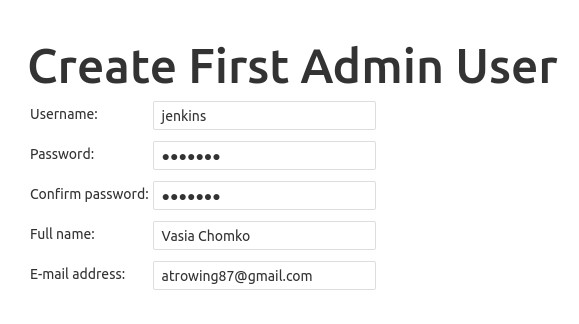 Create First Admin User
Username: jenkins
Password: •••••••
Confirm password: •••••••
Full name: Vasia Chomko
E-mail address: atrowing87@gmail.com